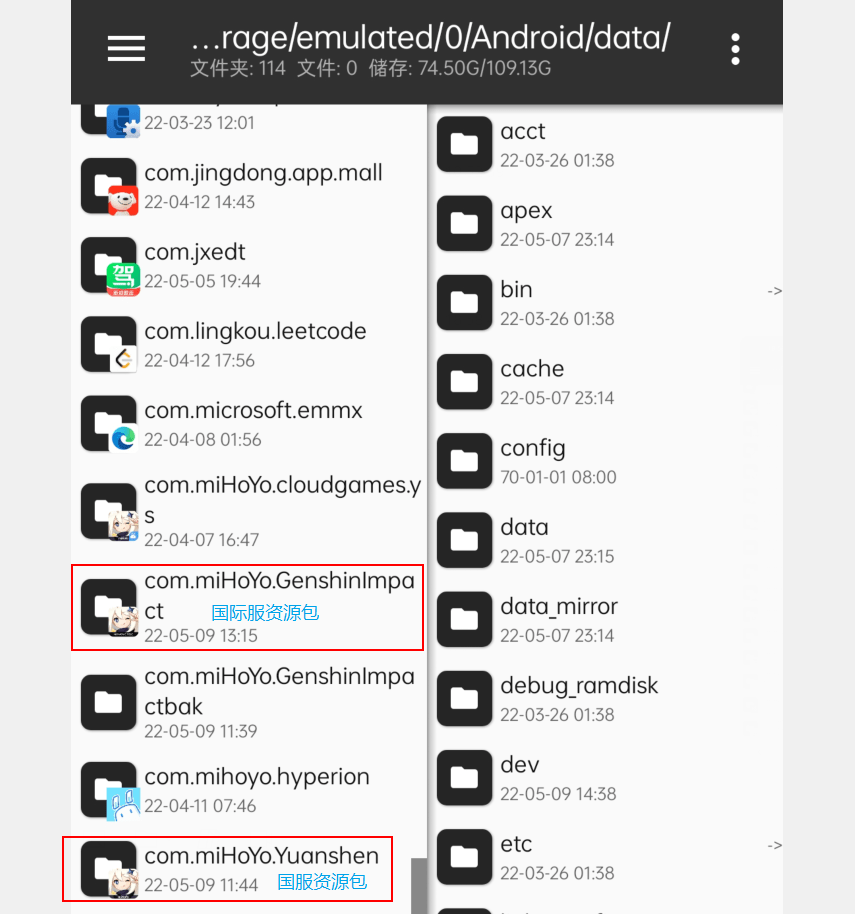 ...rage/emulated/0/Android/data/
文件夹: 114 文件: 0 储存: 74.50G/109.13G
22-03-23 12:01
com.jingdong.app.mall
22-04-12 14:43
com.jxedt
22-05-05 19:44
com.lingkou.leetcode
22-04-12 17:56
com.microsoft.emmx
22-04-08 01:56
com.miHoYo.cloudgames.y
s
22-04-07 16:47
com.miHoYo.GenshinImpa
ct 国际服资源包
22-05-09 13:15
com.miHoYo.GenshinImpa
ctbak
22-05-09 11:39
com.mihoyo.hyperion
22-04-11 07:46
com.miHoYo.Yuanshen
22-05-09 11:44 国服资源包
acct
22-03-26 01:38
apex
22-05-07 23:14
bin ->
22-03-26 01:38
cache
22-05-07 23:14
config
70-01-01 08:00
data
22-05-07 23:15
data_mirror
22-05-07 23:14
debug_ramdisk
22-03-26 01:38
dev
22-05-09 14:38
etc ->
22-03-26 01:38